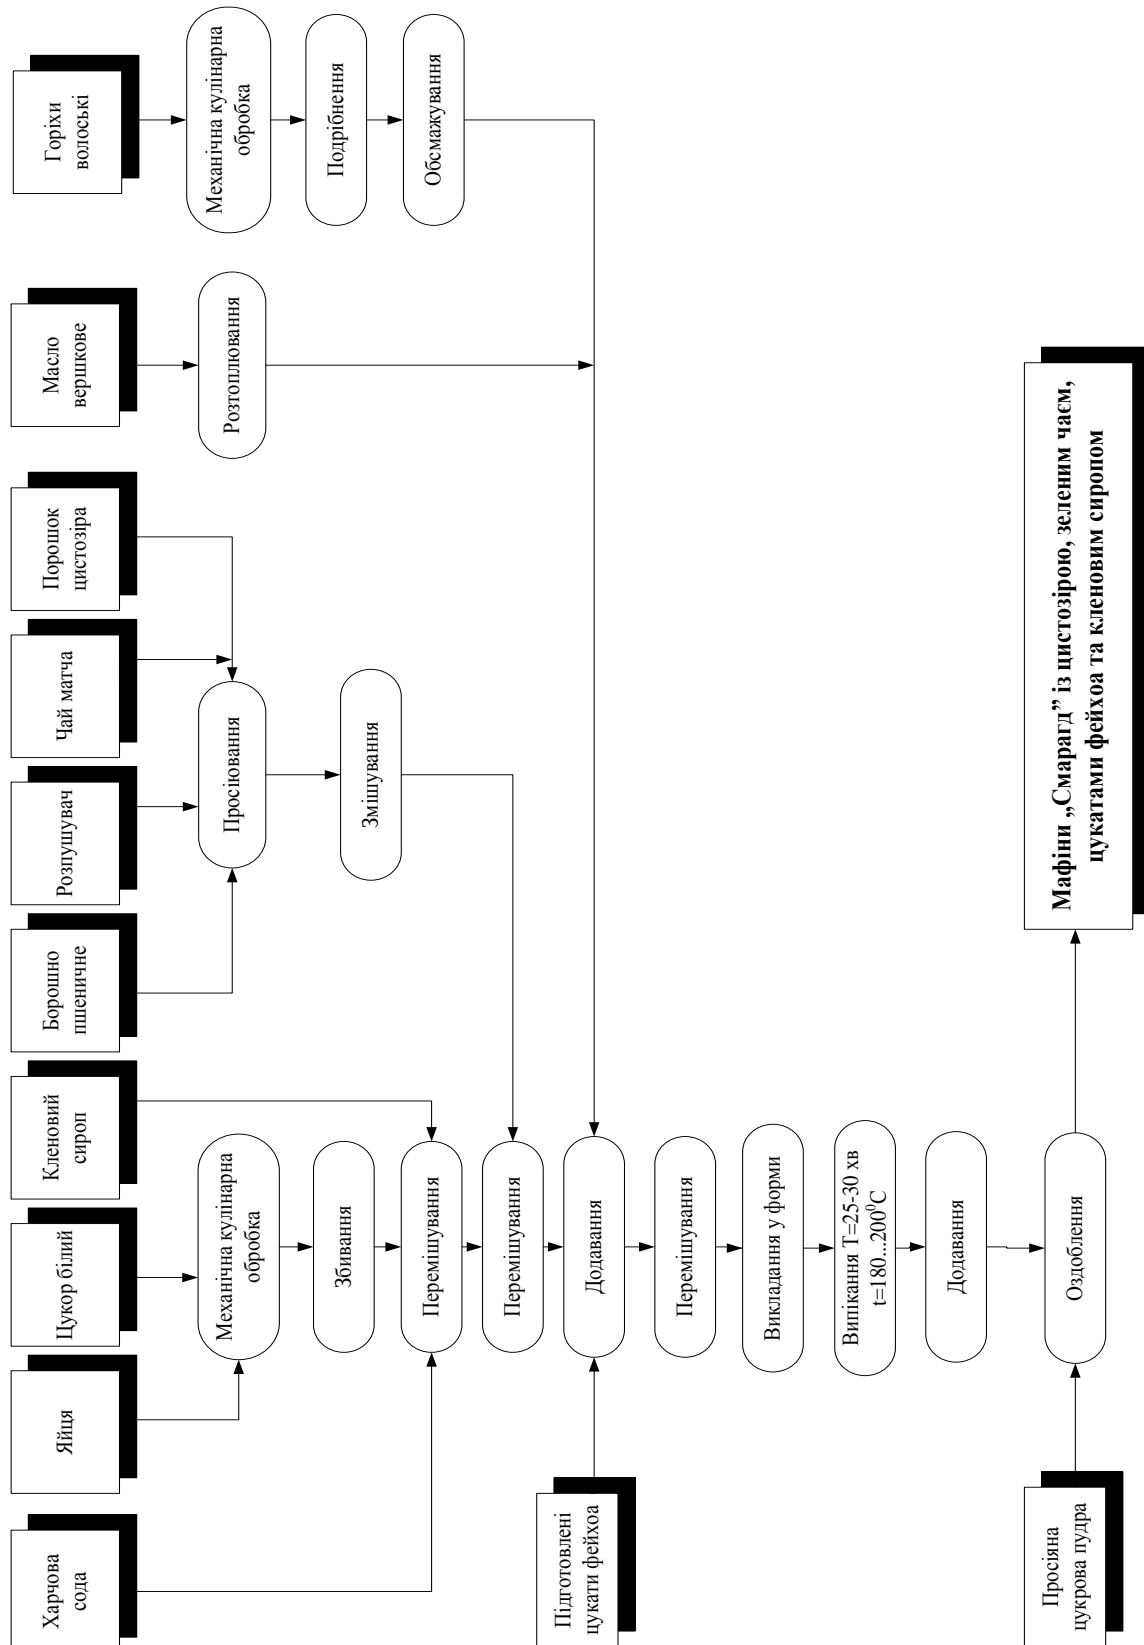 Харчова
сода
Яйця
Цукор білий
Кленовий
сироп
Борошно
пшеничне
Розпушувач
Чай матча
Порошок
цистозіра
Масло
вершкове
Горіхи
волоські
Механічна кулінарна
обробка
Просіювання
Розтоплювання
Механічна кулінарна
обробка
Збивання
Змішування
Подрібнення
Перемішування
Обсмажування
Перемішування
Підготовлені
цукати фейхоа
Додавання
Перемішування
Викладання у форми
Випікання T=25-30 хв
t=180...200⁰С
Додавання
Просіяна
цукрова пудра
Оздоблення
Мафіни „Смарагд” із цистозірою, зеленим чаєм,
цукатами фейхоа та кленовим сиропом